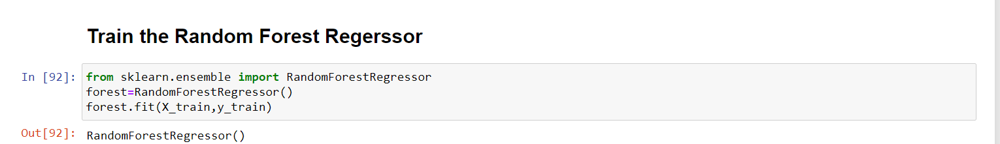 Train the Random Forest Regerssor
In [92]: from sklearn.ensemble import RandomForestRegressor
forest=RandomForestRegressor()
forest.fit(X_train,y_train)
Out[92]: RandomForestRegressor()